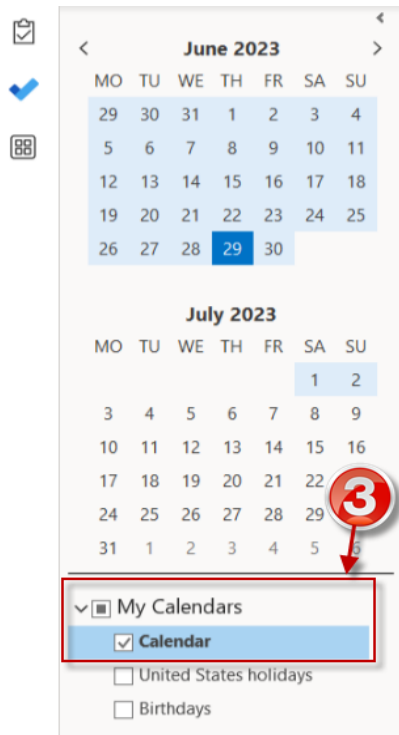 June 2023
MO TU WE TH FR SA SU
29 30 31 1 2 3 4
5 6 7 8 9 10 11
12 13 14 15 16 17 18
19 20 21 22 23 24 25
26 27 28 29 30
July 2023
MO TU WE TH FR SA SU
1 2
3 4 5 6 7 8 9
10 11 12 13 14 15 16
17 18 19 20 21 22
24 25 26 27 28 29
3
31 1 2 3 4 5 6
My Calendars
Calendar
United States holidays
Birthdays